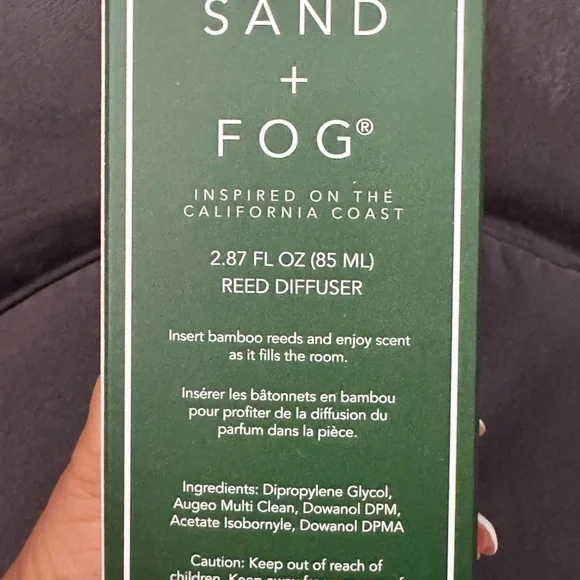 SAND
+
FOG®
INSPIRED ON THE
CALIFORNIA COAST
2.87 FL OZ (85 ML)
REED DIFFUSER
Insert bamboo reeds and enjoy scent
as it fills the room.
Insérer les bâtonnets en bambou
pour profiter de la diffusion du
parfum dans la pièce.
Ingredients: Dipropylene Glycol,
Augeo Multi Clean, Dowanol DPM,
Acetate Isobornyle, Dowanol DPMA
Caution: Keep out of reach of
children. Keep away